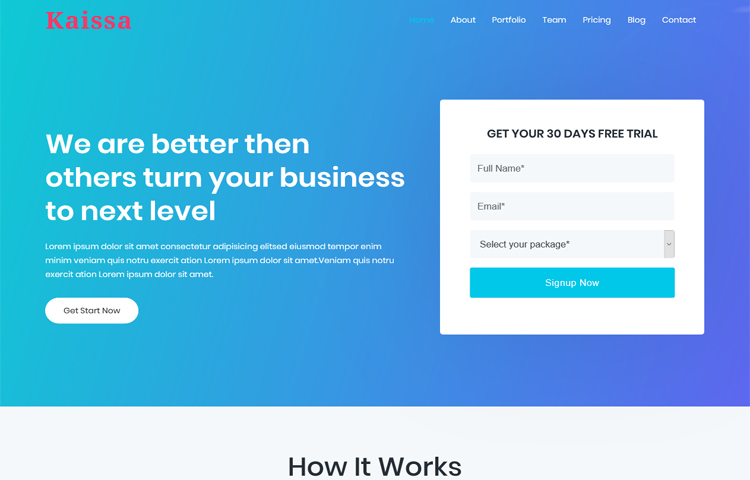 Kaissa
Home About Portfolio Team Pricing Blog Contact
We are better then
others turn your business
to next level
Lorem ipsum dolor sit amet consectetur adipisicing elitsed eiusmod tempor enim
minim veniam quis notru exercit ation Lorem ipsum dolor sit amet.Veniam quis notru
exercit ation Lorem ipsum dolor sit amet.
Get Start Now
GET YOUR 30 DAYS FREE TRIAL
Full Name*
Email*
Select your package*
Signup Now
How It Works